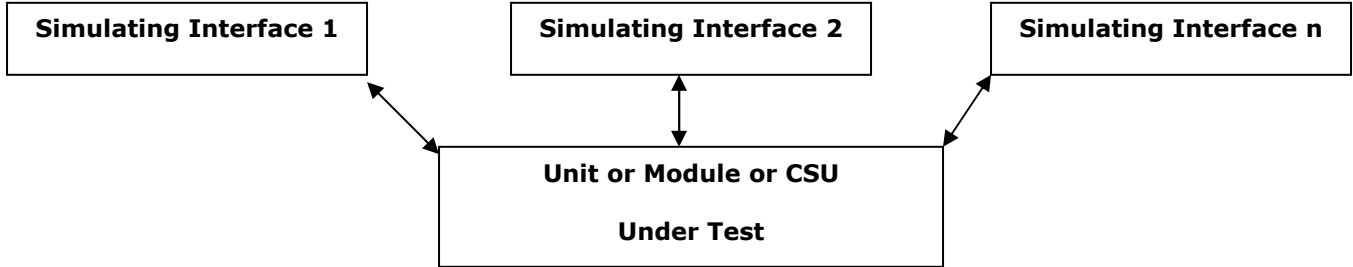 Simulating Interface 1
Simulating Interface 2
Simulating Interface n
Unit or Module or CSU
Under Test